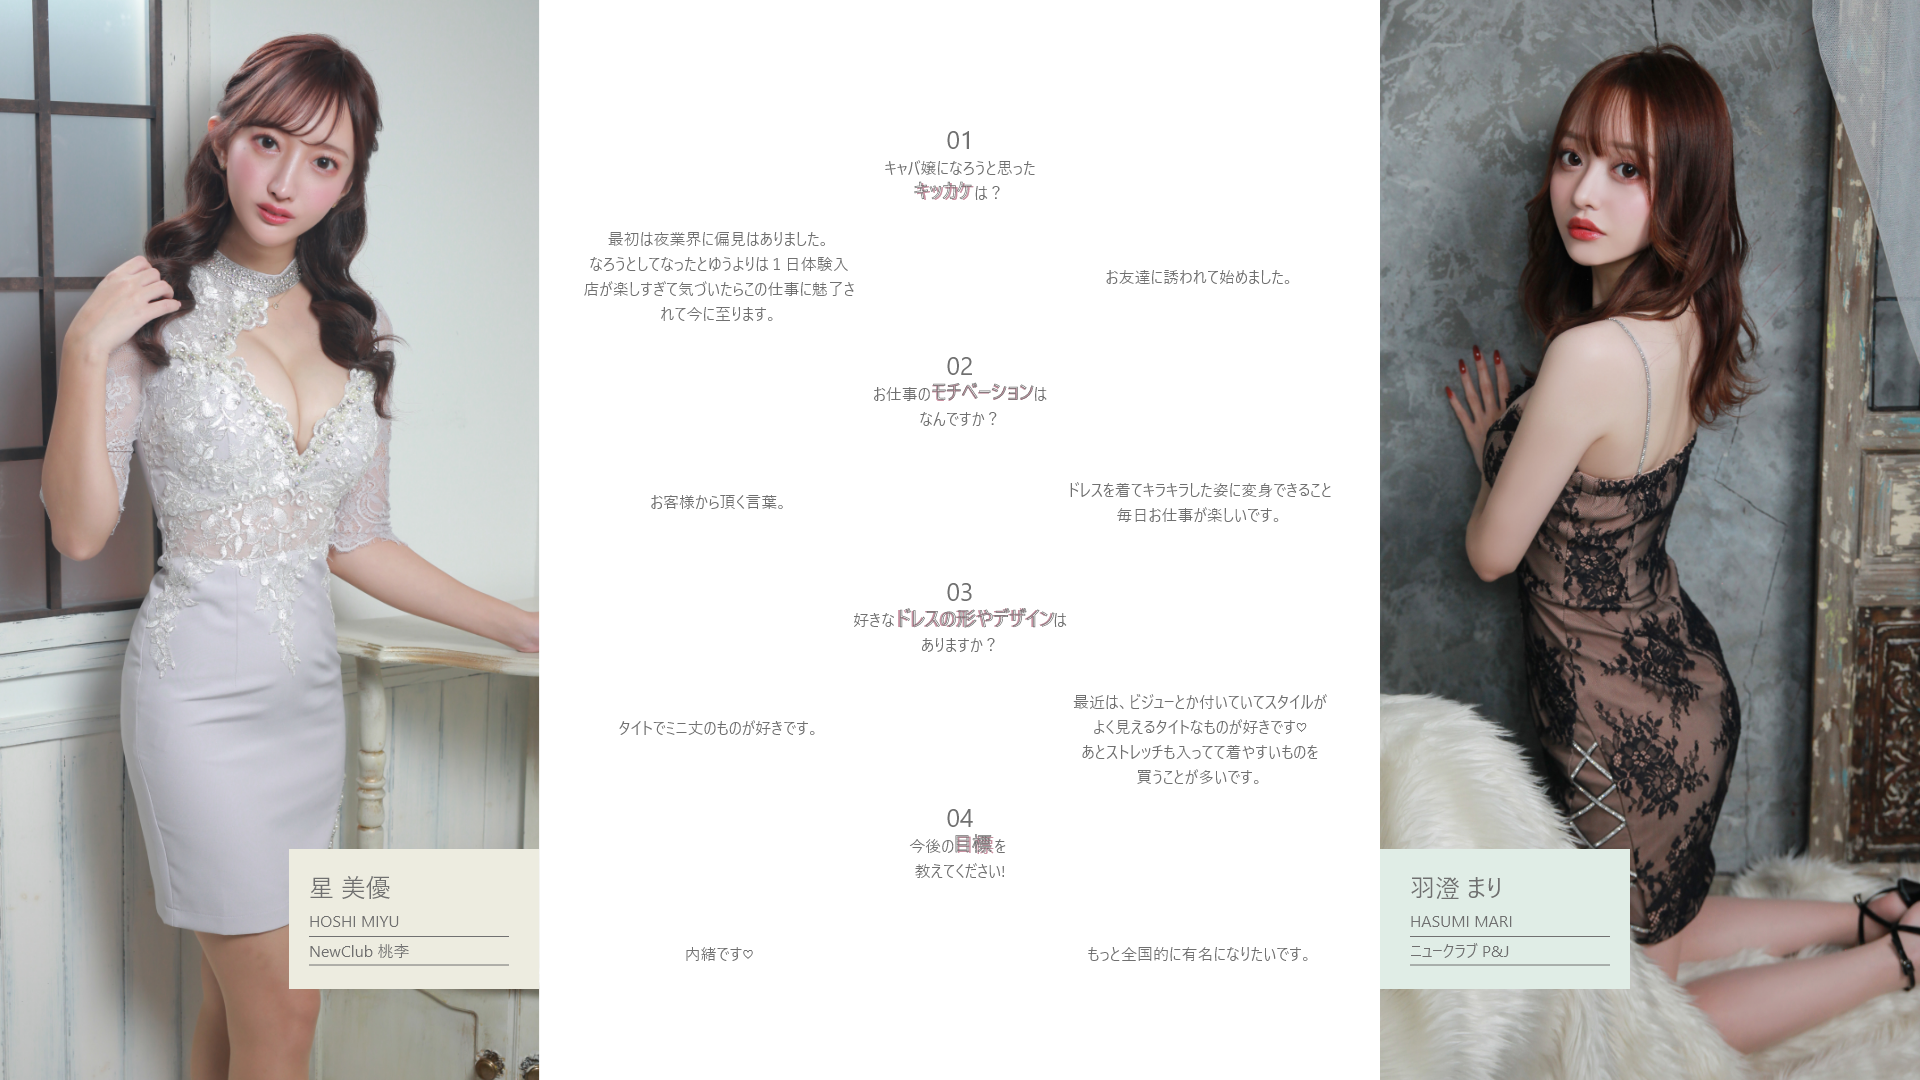 01
キャバ嬢になろうと思った
キッカケは？
最初は夜業界に偏見はありました。
なろうとしてなったとゆうよりは１日体験入
店が楽しすぎて気づいたらこの仕事に魅了さ
れて今に至ります。
お友達に誘われて始めました。
02
お仕事のモチベーションは
なんですか？
お客様から頂く言葉。
ドレスを着てキラキラした姿に変身できること
毎日お仕事が楽しいです。
03
好きなドレスの形やデザインは
ありますか？
タイトでミニ丈のものが好きです。
最近は、ビジューとか付いていてスタイルが
よく見えるタイトなものが好きです♡
あとストレッチも入ってて着やすいものを
買うことが多いです。
04
今後の目標を
教えてください!
内緒です♡
もっと全国的に有名になりたいです。
星 美優
HOSHI MIYU
NewClub 桃李
羽澄 まり
HASUMI MARI
ニュークラブ P&J